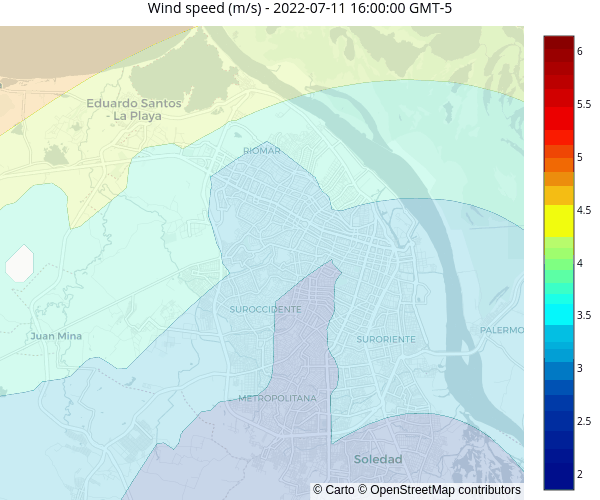 Wind speed (m/s) - 2022-07-11 16:00:00 GMT-5
Eduardo Santos
- La Playa
RIOMAR
SUROCCIDENTE
Juan Mina
SURORIENTE
PALERMO
METROPOLITANA
Soledad
© Carto © OpenStreetMap contributors
6
5.5
5
4.5
4
3.5
3
2.5
2